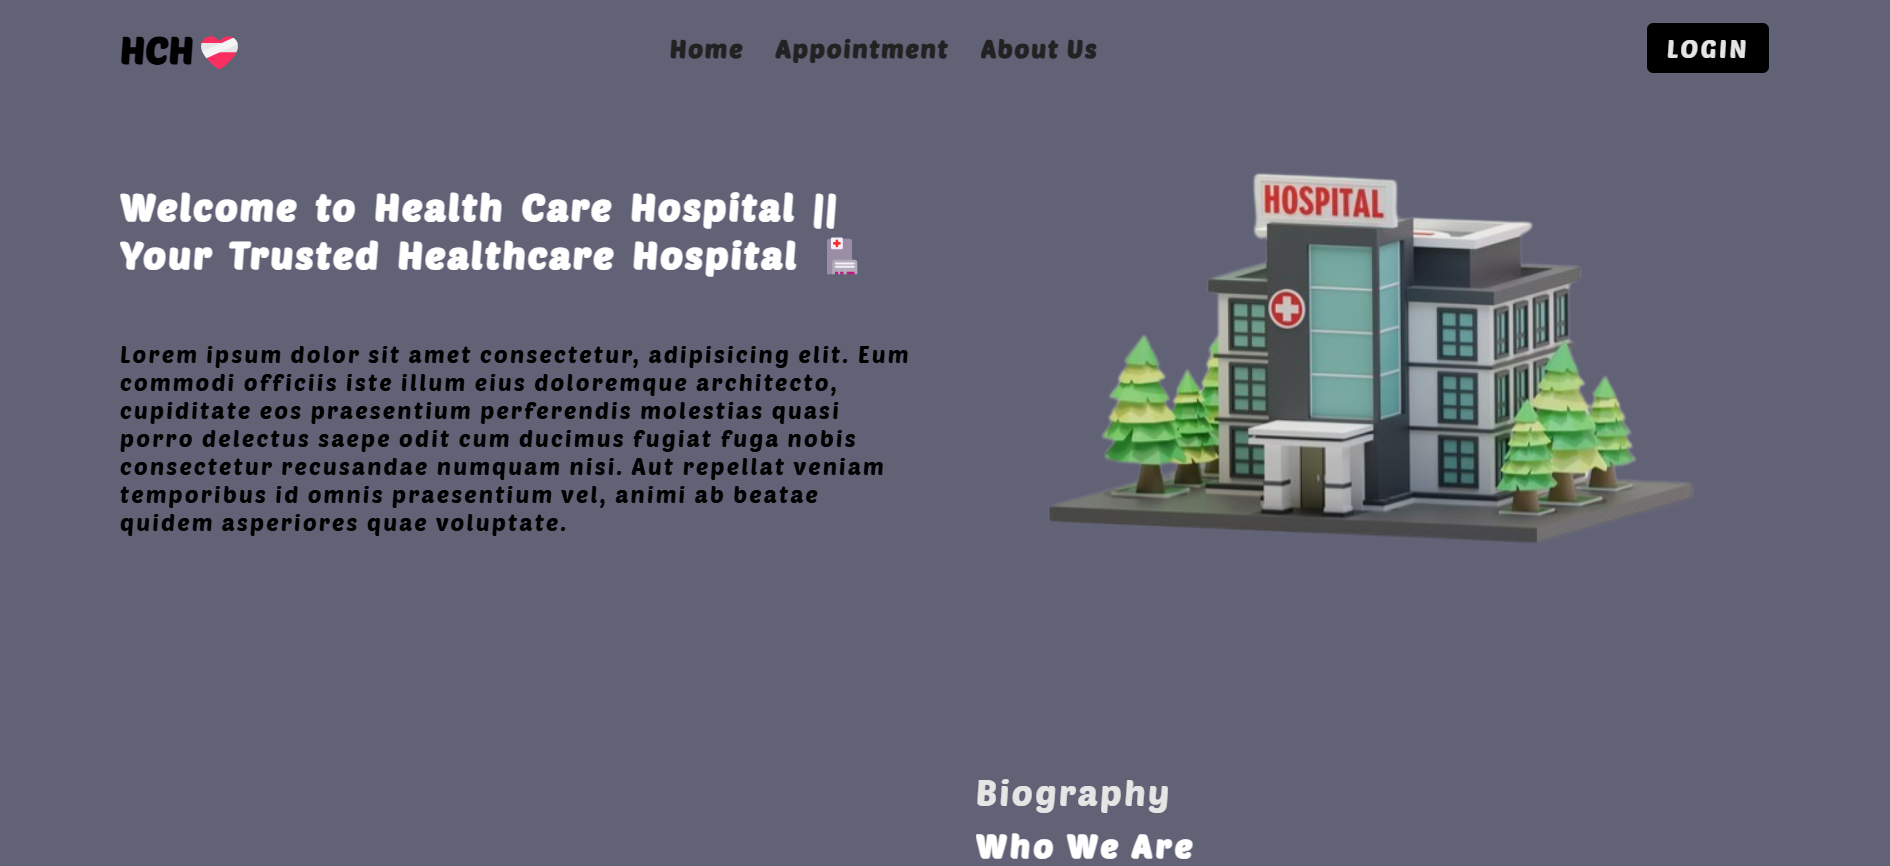 HCH
Home Appointment About Us
LOGIN
Welcome to Health Care Hospital ||
Your Trusted Healthcare Hospital
HOSPITAL
Lorem ipsum dolor sit amet consectetur, adipisicing elit. Eum
commodi officiis iste illum eius doloremque architecto,
cupiditate eos praesentium perferendis molestias quasi
porro delectus saepe odit cum ducimus fugiat fuga nobis
consectetur recusandae numquam nisi. Aut repellat veniam
temporibus id omnis praesentium vel, animi ab beatae
quidem asperiores quae voluptate.
Biography
Who We Are